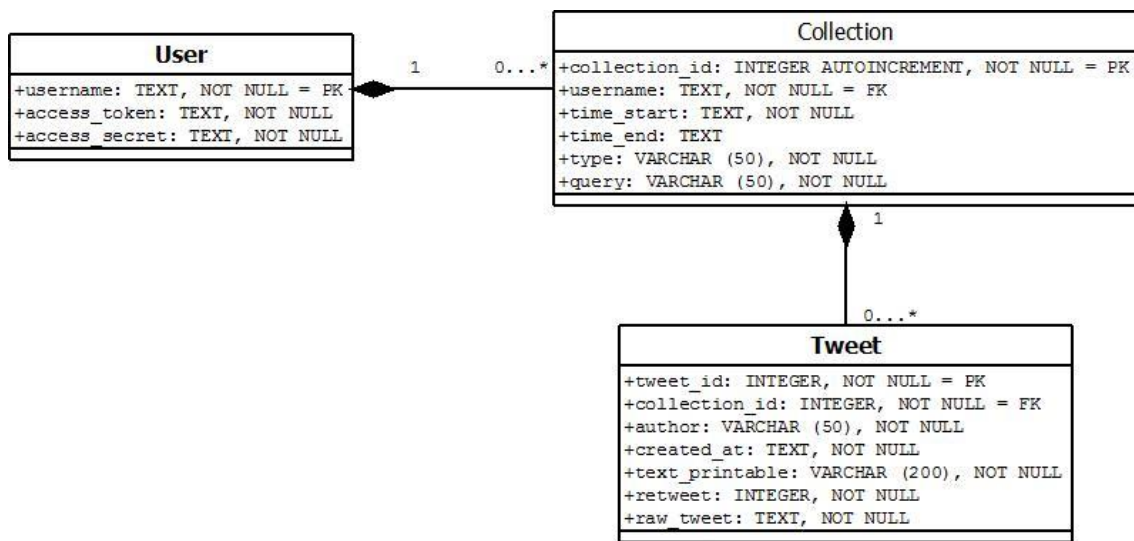 User
+username: TEXT, NOT NULL = PK
+access_token: TEXT, NOT NULL
+access_secret: TEXT, NOT NULL
1
0...*
Collection
+collection_id: INTEGER AUTOINCREMENT, NOT NULL = PK
+username: TEXT, NOT NULL = FK
+time_start: TEXT, NOT NULL
+time_end: TEXT
+type: VARCHAR (50), NOT NULL
+query: VARCHAR (50), NOT NULL
1
0...*
Tweet
+tweet_id: INTEGER, NOT NULL = PK
+collection_id: INTEGER, NOT NULL = FK
+author: VARCHAR (50), NOT NULL
+created_at: TEXT, NOT NULL
+text_printable: VARCHAR (200), NOT NULL
+retweet: INTEGER, NOT NULL
+raw_tweet: TEXT, NOT NULL